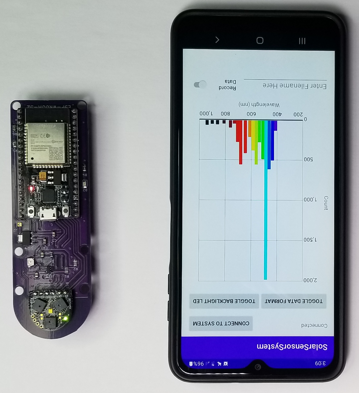 3:09
96%
SolarSensorSystem
Connected
CONNECT TO SYSTEM
TOGGLE DATA FORMAT
TOGGLE BACKLIGHT LED
2,000
1,500
1,000
500
0
Count
200
400
600
800
1,000
Wavelength (nm)
Enter Filename Here
Record
Data